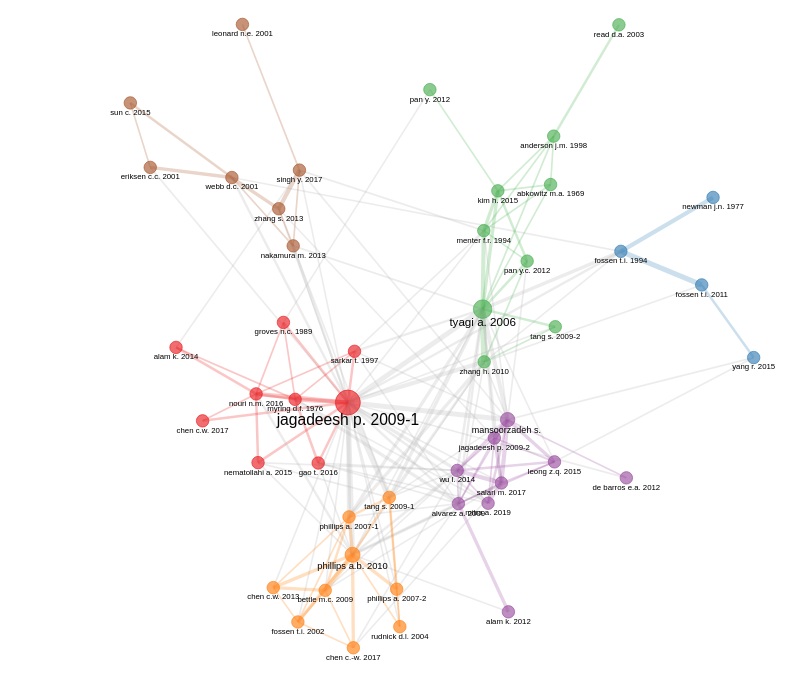 leonard n.e. 2001
read d.a. 2003
pan y. 2012
sun c. 2015
anderson j.m. 1998
eriksen c.c. 2001
singh y. 2017
webb d.c. 2001
abkowitz m.a. 1969
kim h. 2015
newman j.n. 1977
zhang s. 2013
menter f.r. 1994
nakamura m. 2013
fossen t.i. 1994
pan y.c. 2012
fossen t.i. 2011
tyagi a. 2006
groves n.c. 1989
tang s. 2009-2
alam k. 2014
sarkar t. 1997
zhang h. 2010
yang r. 2015
nouri n.m. 2016
myring d.f. 1976
jagadeesh p. 2009-1
chen c.w. 2017
mansoorzadeh s.
jagadeesh p. 2009-2
nematollahi a. 2015
gao t. 2016
wu l. 2014
leong z.q. 2015
de barros e.a. 2012
salari m. 2017
tang s. 2009-1
alvarez a. 2009
a. 2019
phillips a. 2007-1
phillips a.b. 2010
chen c.w. 2013
bettle m.c. 2009
phillips a. 2007-2
alam k. 2012
fossen t.i. 2002
rudnick d.l. 2004
chen c.-w. 2017